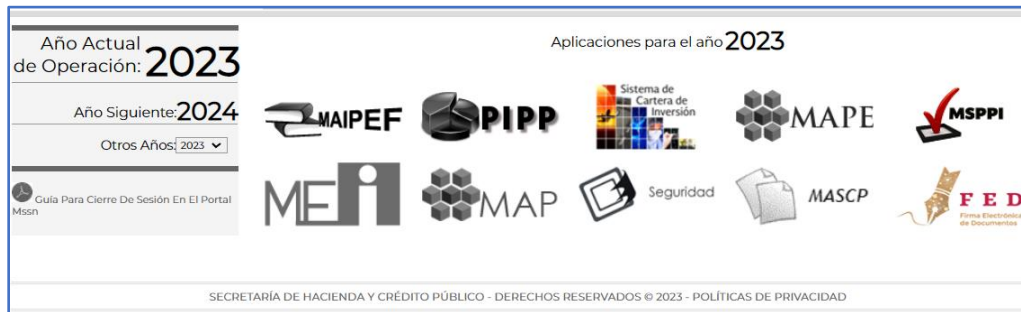 Año Actual
de Operación: 2023
Año Siguiente: 2024
Otros Años: 2023
Guía Para Cierre De Sesión En El Portal
Mssn
Aplicaciones para el año 2023
MAIPEF
PIPP
Sistema de
Cartera de
Inversión
MAPE
MSPPI
MEI
MAP
Seguridad
MASCP
FED
Firma Electrónica
de Documentos
SECRETARÍA DE HACIENDA Y CRÉDITO PÚBLICO - DERECHOS RESERVADOS © 2023 - POLÍTICAS DE PRIVACIDAD